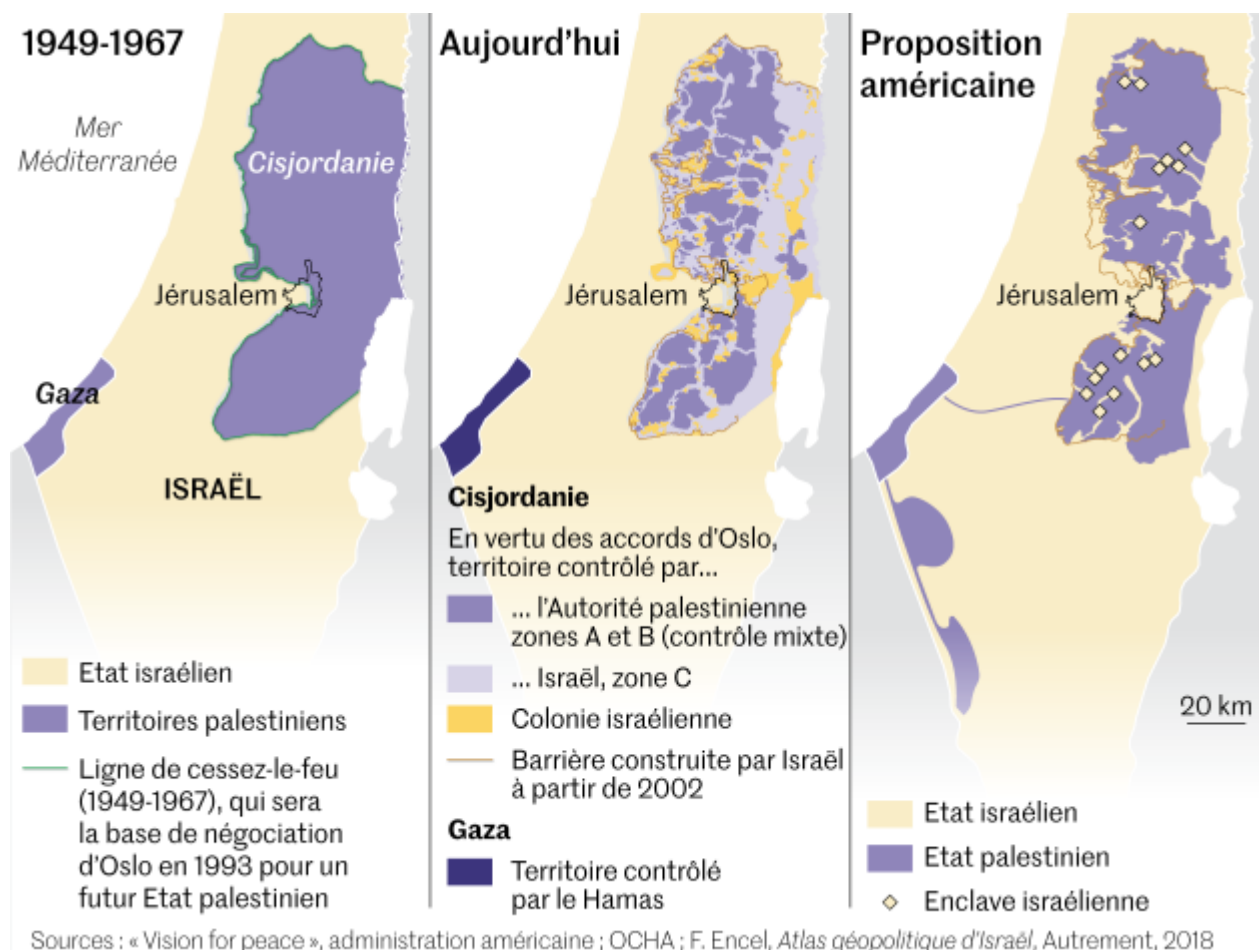 1949-1967
Mer
Méditerranée
Cisjordanie
Jérusalem
Gaza
ISRAËL
Etat israélien
Territoires palestiniens
Ligne de cessez-le-feu
(1949-1967), qui sera
la base de négociation
d'Oslo en 1993 pour un
futur Etat palestinien
Aujourd'hui
Jérusalem
Cisjordanie
En vertu des accords d'Oslo,
territoire contrôlé par...
... l'Autorité palestinienne
zones A et B (contrôle mixte)
... Israël, zone C
Colonie israélienne
Barrière construite par Israël
à partir de 2002
Gaza
Territoire contrôlé
par le Hamas
Proposition
américaine
Jérusalem
20 km
Etat israélien
Etat palestinien
Enclave israélienne
Sources : « Vision for peace », administration américaine ; OCHA ; F. Encel, Atlas géopolitique d'Israël, Autrement, 2018